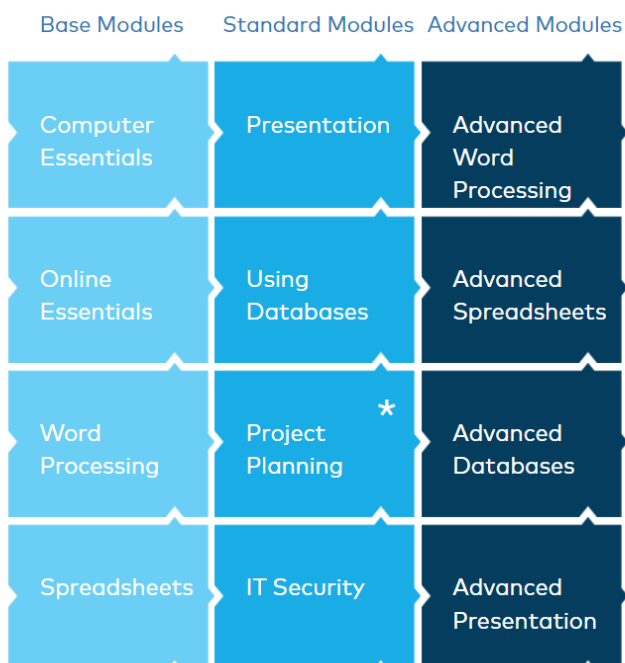 Base Modules
Standard Modules
Advanced Modules
Computer
Essentials
Presentation
Advanced
Word
Processing
Online
Essentials
Using
Databases
Advanced
Spreadsheets
Word
Processing
*
Project
Planning
Advanced
Databases
Spreadsheets
IT Security
Advanced
Presentation